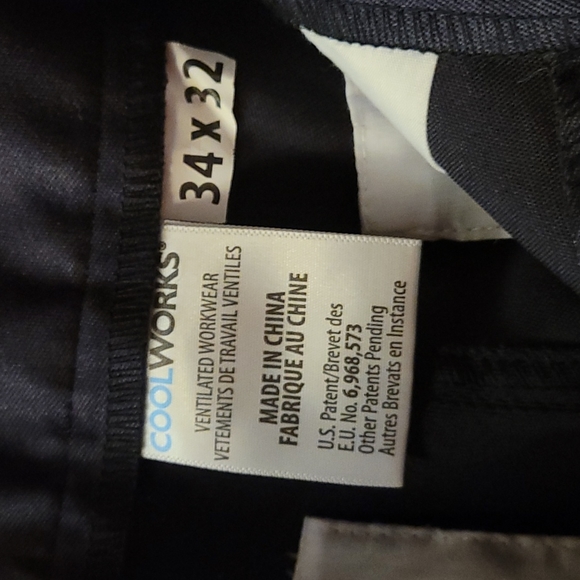 34 x 32
COOLWORKS®
VENTILATED WORKWEAR
VETEMENTS DE TRAVAIL VENTILES
MADE IN CHINA
FABRIQUE AU CHINE
U.S. Patent/Brevet des
E.U. No. 6,968,573
Other Patents Pending
Autres Brevats en Instance